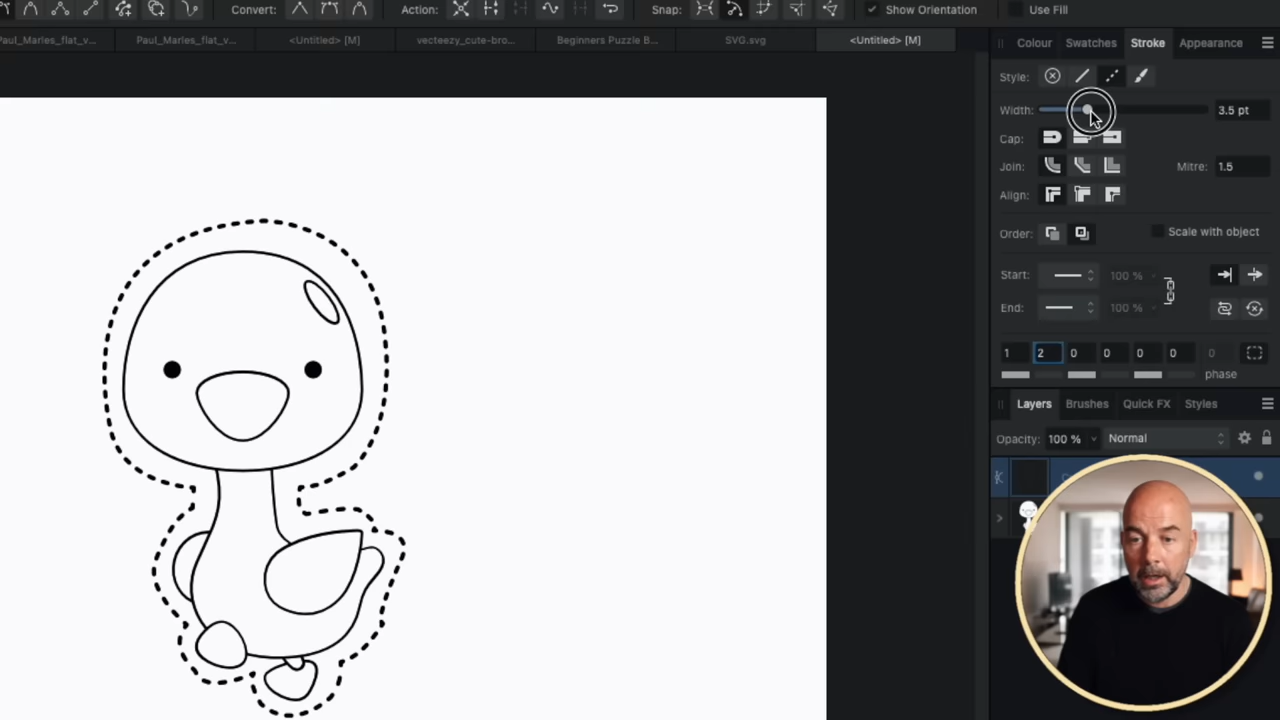 Convert: Action: Snap: Show Orientation Use Fill
Paul_Marles_flat_v... Paul_Marles_flat_v... <Untitled> [M] vecteezy_cute-bro... Beginners Puzzle B... SVG.svg <Untitled> [M]
Colour Swatches Stroke Appearance
Style:
Width: 3.5 pt
Cap:
Join: Mitre: 1.5
Align:
Order: Scale with object
Start: 100 %
End: 100 %
1 2 0 0 0 0 0
phase
Layers Brushes Quick FX Styles
Opacity: 100 % Normal